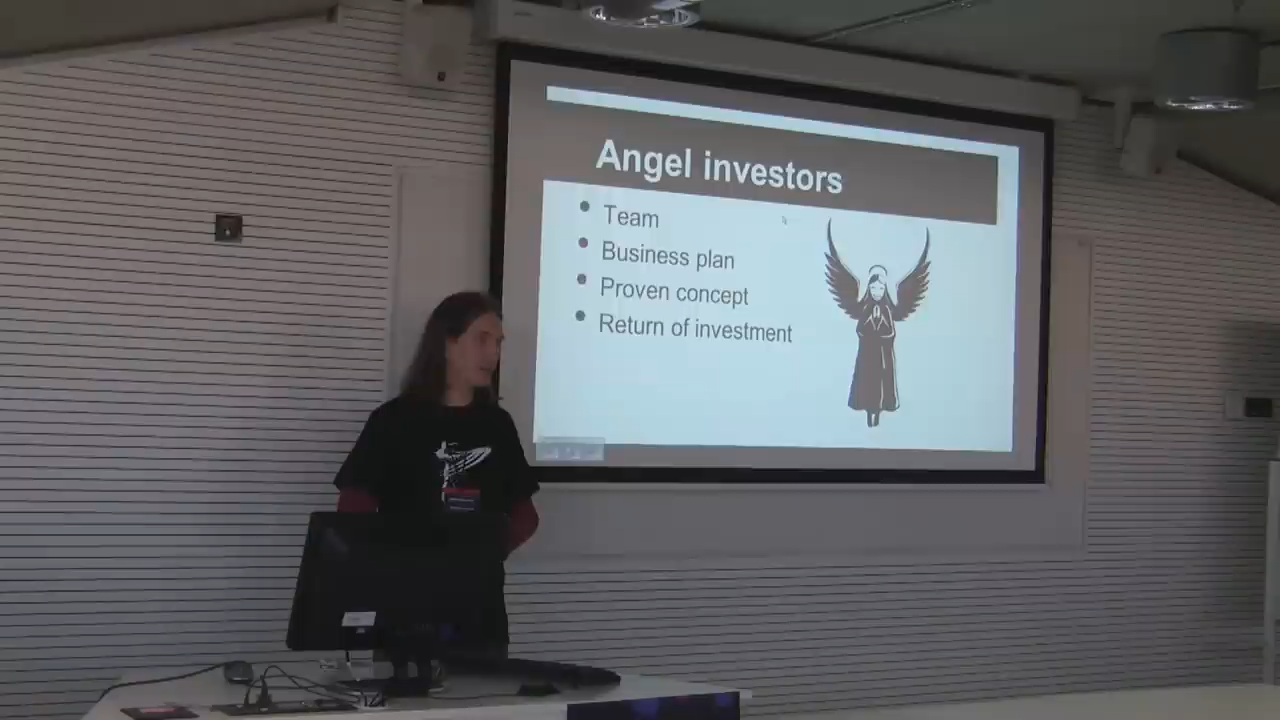 Angel investors
Team
Business plan
Proven concept
Return of investment